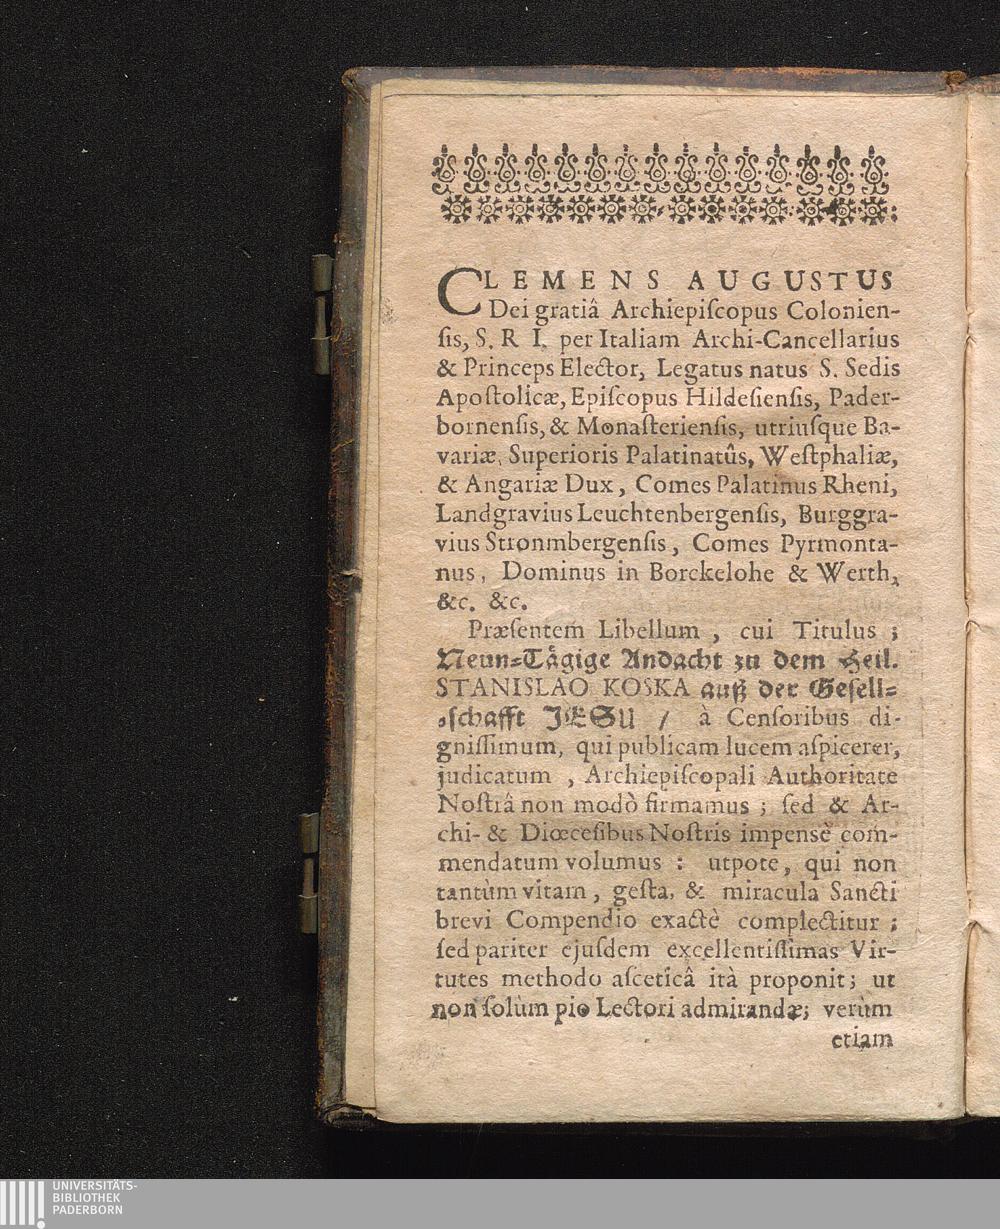 CLEMENS AUGUSTUS
Dei gratiâ Archiepiſcopus Colonien-
ſis, S. R I. per Italiam Archi-Cancellarius
& Princeps Elector, Legatus natus S. Sedis
Apoſtolicæ, Epiſcopus Hildeſienſis, Pader-
bornenſis, & Monaſterienſis, utriuſque Ba-
variæ, Superioris Palatinatûs, Weſtphaliæ,
& Angariæ Dux, Comes Palatinus Rheni,
Landgravius Leuchtenbergenſis, Burggra-
vius Stronmbergenſis, Comes Pyrmonta-
nus, Dominus in Borckelohe & Werth,
&c. &c.
Præſentem Libellum, cui Titulus;
Neun-Tägige Andacht zu dem Heil.
STANISLAO KOSKA auß der Geſell-
ſchafft JESU / à Cenſoribus di-
gniſſimum, qui publicam lucem aſpicerer,
judicatum, Archiepiſcopali Authoritate
Noſtrâ non modò firmamus; ſed & Ar-
chi- & Diœceſibus Noſtris impensè com-
mendatum volumus: utpote, qui non
tantùm vitam, geſta, & miracula Sancti
brevi Compendio exactè complectitur;
ſed pariter ejuſdem excellentiſſimas Vir-
tutes methodo aſceticâ ità proponit; ut
non ſolùm pio Lectori admirandæ; verùm
etiam
UNIVERSITÄTS-
BIBLIOTHEK
PADERBORN